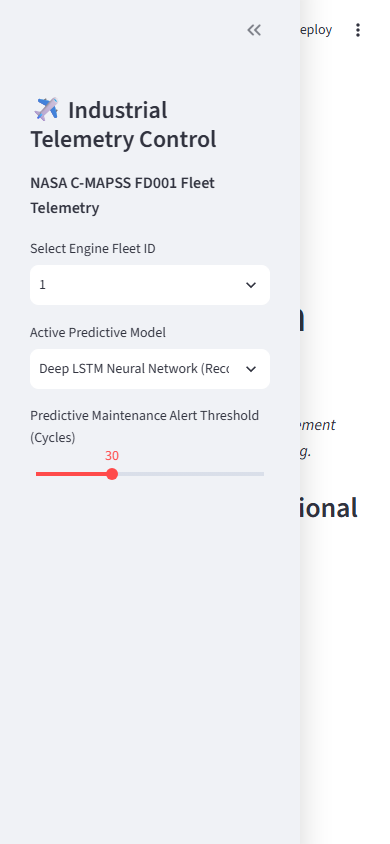 eploy
Industrial
Telemetry Control
NASA C-MAPSS FD001 Fleet
Telemetry
Select Engine Fleet ID
1
Active Predictive Model
Deep LSTM Neural Network (Reco
Predictive Maintenance Alert Threshold
(Cycles)
30
ement
g.
ional